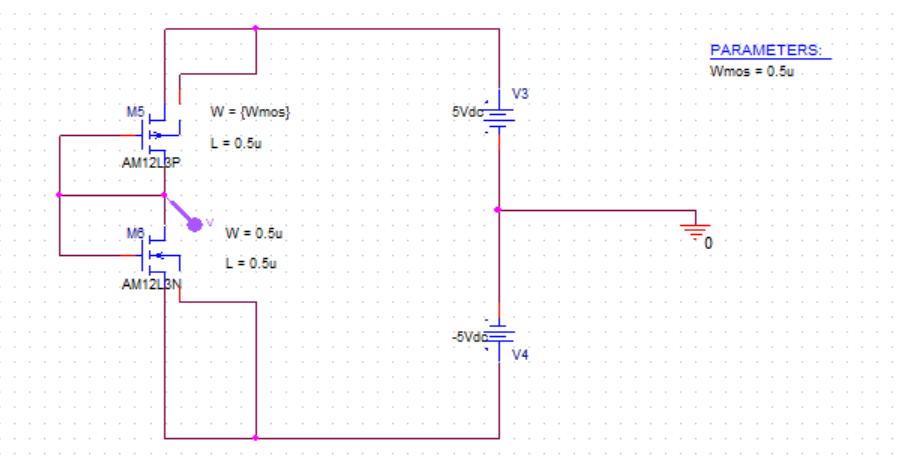 PARAMETERS:
Wmos = 0.5u
V3
5Vdc
M5
W = {Wmos}
L = 0.5u
AM12L3P
V
M6
W = 0.5u
L = 0.5u
AM12L3N
0
-5Vdc
V4